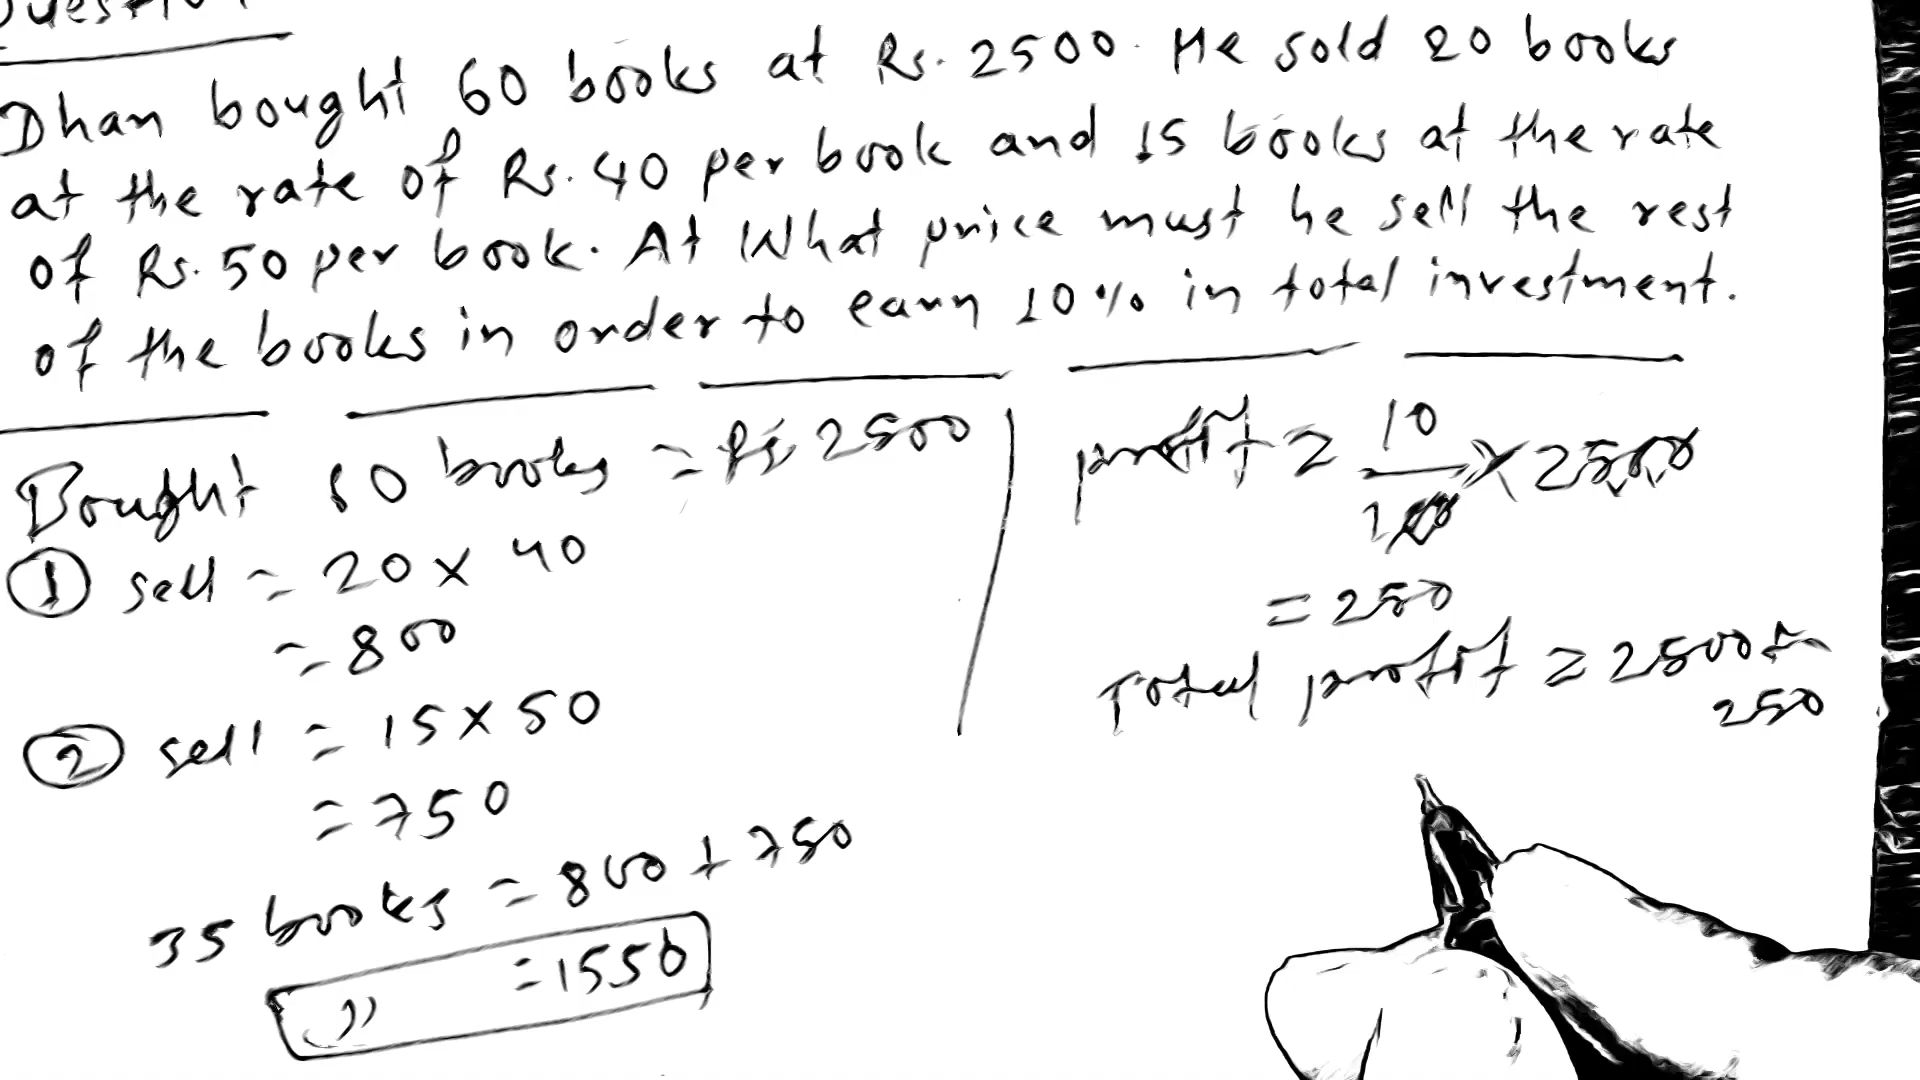 Question
Dhan bought 60 books at Rs. 2500. He sold 20 books
at the rate of Rs. 40 per book and 15 books at the rate
of Rs. 50 per book. At What price must he sell the rest
of the books in order to earn 10% in total investment.
Bought 60 books = Rs 2500
① sell = 20 × 40
= 800
② sell = 15 × 50
= 750
35 books = 800 + 750
" = 1550
profit = 10/100 × 2500
= 250
Total profit = 2500 +
250